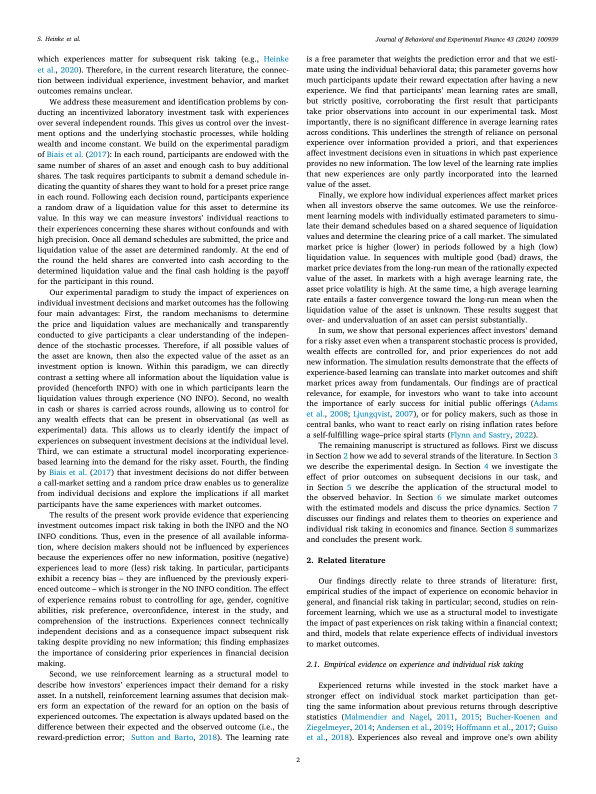 S. Heinke et al.
Journal of Behavioral and Experimental Finance 43 (2024) 100939
which experiences matter for subsequent risk taking (e.g., Heinke
et al., 2020). Therefore, in the current research literature, the connec-
tion between individual experience, investment behavior, and market
outcomes remains unclear.
We address these measurement and identification problems by con-
ducting an incentivized laboratory investment task with experiences
over several independent rounds. This gives us control over the invest-
ment options and the underlying stochastic processes, while holding
wealth and income constant. We build on the experimental paradigm
of Biais et al. (2017): In each round, participants are endowed with the
same number of shares of an asset and enough cash to buy additional
shares. The task requires participants to submit a demand schedule in-
dicating the quantity of shares they want to hold for a preset price range
in each round. Following each decision round, participants experience
a random draw of a liquidation value for this asset to determine its
value. In this way we can measure investors' individual reactions to
their experiences concerning these shares without confounds and with
high precision. Once all demand schedules are submitted, the price and
liquidation value of the asset are determined randomly. At the end of
the round the held shares are converted into cash according to the
determined liquidation value and the final cash holding is the payoff
for the participant in this round.
Our experimental paradigm to study the impact of experiences on
individual investment decisions and market outcomes has the following
four main advantages: First, the random mechanisms to determine
the price and liquidation values are mechanically and transparently
conducted to give participants a clear understanding of the indepen-
dence of the stochastic processes. Therefore, if all possible values of
the asset are known, then also the expected value of the asset as an
investment option is known. Within this paradigm, we can directly
contrast a setting where all information about the liquidation value is
provided (henceforth INFO) with one in which participants learn the
liquidation values through experience (NO INFO). Second, no wealth
in cash or shares is carried across rounds, allowing us to control for
any wealth effects that can be present in observational (as well as
experimental) data. This allows us to clearly identify the impact of
experiences on subsequent investment decisions at the individual level.
Third, we can estimate a structural model incorporating experience-
based learning into the demand for the risky asset. Fourth, the finding
by Biais et al. (2017) that investment decisions do not differ between
a call-market setting and a random price draw enables us to generalize
from individual decisions and explore the implications if all market
participants have the same experiences with market outcomes.
The results of the present work provide evidence that experiencing
investment outcomes impact risk taking in both the INFO and the NO
INFO conditions. Thus, even in the presence of all available informa-
tion, where decision makers should not be influenced by experiences
because the experiences offer no new information, positive (negative)
experiences lead to more (less) risk taking. In particular, participants
exhibit a recency bias – they are influenced by the previously experi-
enced outcome – which is stronger in the NO INFO condition. The effect
of experience remains robust to controlling for age, gender, cognitive
abilities, risk preference, overconfidence, interest in the study, and
comprehension of the instructions. Experiences connect technically
independent decisions and as a consequence impact subsequent risk
taking despite providing no new information; this finding emphasizes
the importance of considering prior experiences in financial decision
making.
Second, we use reinforcement learning as a structural model to
describe how investors' experiences impact their demand for a risky
asset. In a nutshell, reinforcement learning assumes that decision mak-
ers form an expectation of the reward for an option on the basis of
experienced outcomes. The expectation is always updated based on the
difference between their expected and the observed outcome (i.e., the
reward-prediction error; Sutton and Barto, 2018). The learning rate
is a free parameter that weights the prediction error and that we esti-
mate using the individual behavioral data; this parameter governs how
much participants update their reward expectation after having a new
experience. We find that participants' mean learning rates are small,
but strictly positive, corroborating the first result that participants
take prior observations into account in our experimental task. Most
importantly, there is no significant difference in average learning rates
across conditions. This underlines the strength of reliance on personal
experience over information provided a priori, and that experiences
affect investment decisions even in situations in which past experience
provides no new information. The low level of the learning rate implies
that new experiences are only partly incorporated into the learned
value of the asset.
Finally, we explore how individual experiences affect market prices
when all investors observe the same outcomes. We use the reinforce-
ment learning models with individually estimated parameters to simu-
late their demand schedules based on a shared sequence of liquidation
values and determine the clearing price of a call market. The simulated
market price is higher (lower) in periods followed by a high (low)
liquidation value. In sequences with multiple good (bad) draws, the
market price deviates from the long-run mean of the rationally expected
value of the asset. In markets with a high average learning rate, the
asset price volatility is high. At the same time, a high average learning
rate entails a faster convergence toward the long-run mean when the
liquidation value of the asset is unknown. These results suggest that
over- and undervaluation of an asset can persist substantially.
In sum, we show that personal experiences affect investors' demand
for a risky asset even when a transparent stochastic process is provided,
wealth effects are controlled for, and prior experiences do not add
new information. The simulation results demonstrate that the effects of
experience-based learning can translate into market outcomes and shift
market prices away from fundamentals. Our findings are of practical
relevance, for example, for investors who want to take into account
the importance of early success for initial public offerings (Adams
et al., 2008; Ljungqvist, 2007), or for policy makers, such as those in
central banks, who want to react early on rising inflation rates before
a self-fulfilling wage–price spiral starts (Flynn and Sastry, 2022).
The remaining manuscript is structured as follows. First we discuss
in Section 2 how we add to several strands of the literature. In Section 3
we describe the experimental design. In Section 4 we investigate the
effect of prior outcomes on subsequent decisions in our task, and
in Section 5 we describe the application of the structural model to
the observed behavior. In Section 6 we simulate market outcomes
with the estimated models and discuss the price dynamics. Section 7
discusses our findings and relates them to theories on experience and
individual risk taking in economics and finance. Section 8 summarizes
and concludes the present work.
2. Related literature
Our findings directly relate to three strands of literature: first,
empirical studies of the impact of experience on economic behavior in
general, and financial risk taking in particular; second, studies on rein-
forcement learning, which we use as a structural model to investigate
the impact of past experiences on risk taking within a financial context;
and third, models that relate experience effects of individual investors
to market outcomes.
2.1. Empirical evidence on experience and individual risk taking
Experienced returns while invested in the stock market have a
stronger effect on individual stock market participation than get-
ting the same information about previous returns through descriptive
statistics (Malmendier and Nagel, 2011, 2015; Bucher-Koenen and
Ziegelmeyer, 2014; Andersen et al., 2019; Hoffmann et al., 2017; Guiso
et al., 2018). Experiences also reveal and improve one's own ability
2